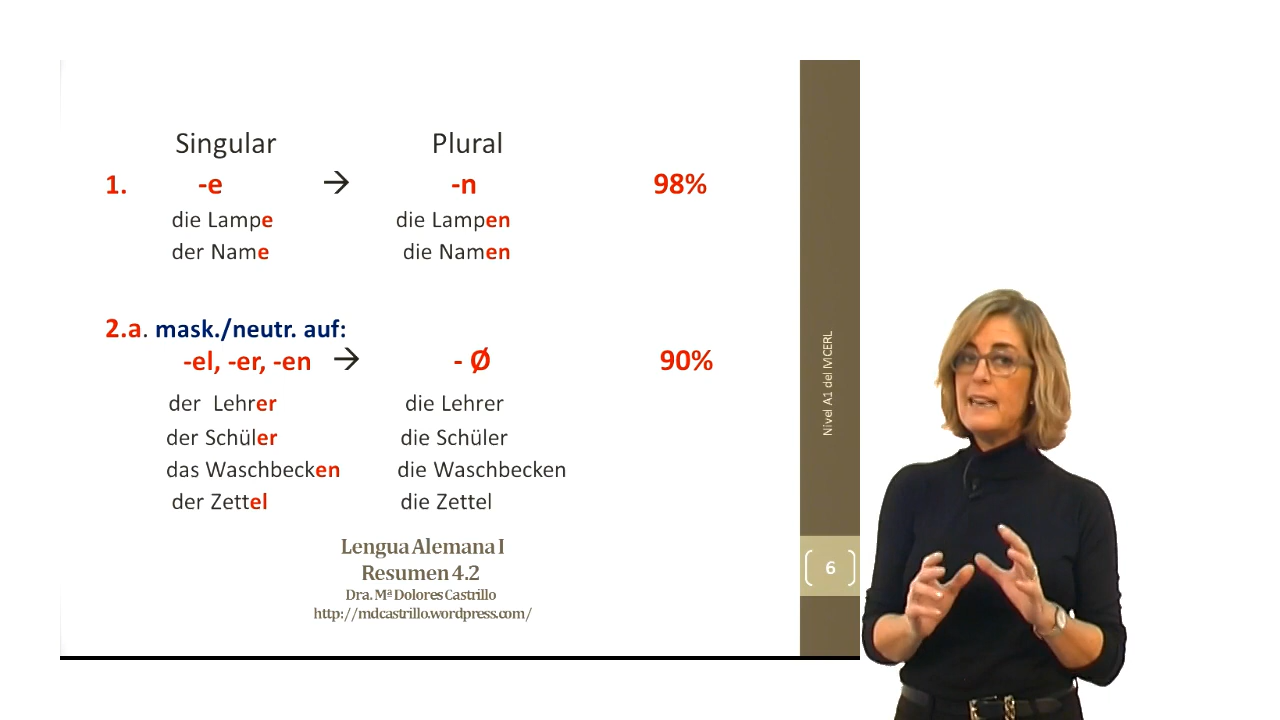 Singular Plural
1. -e → -n 98%
die Lampe die Lampen
der Name die Namen
2.a. mask./neutr. auf:
-el, -er, -en → - Ø 90%
der Lehrer die Lehrer
der Schüler die Schüler
das Waschbecken die Waschbecken
der Zettel die Zettel
Lengua Alemana I
Resumen 4.2
Dra. Mª Dolores Castrillo
http://mdcastrillo.wordpress.com/
Nivel A1 del MCERL
6